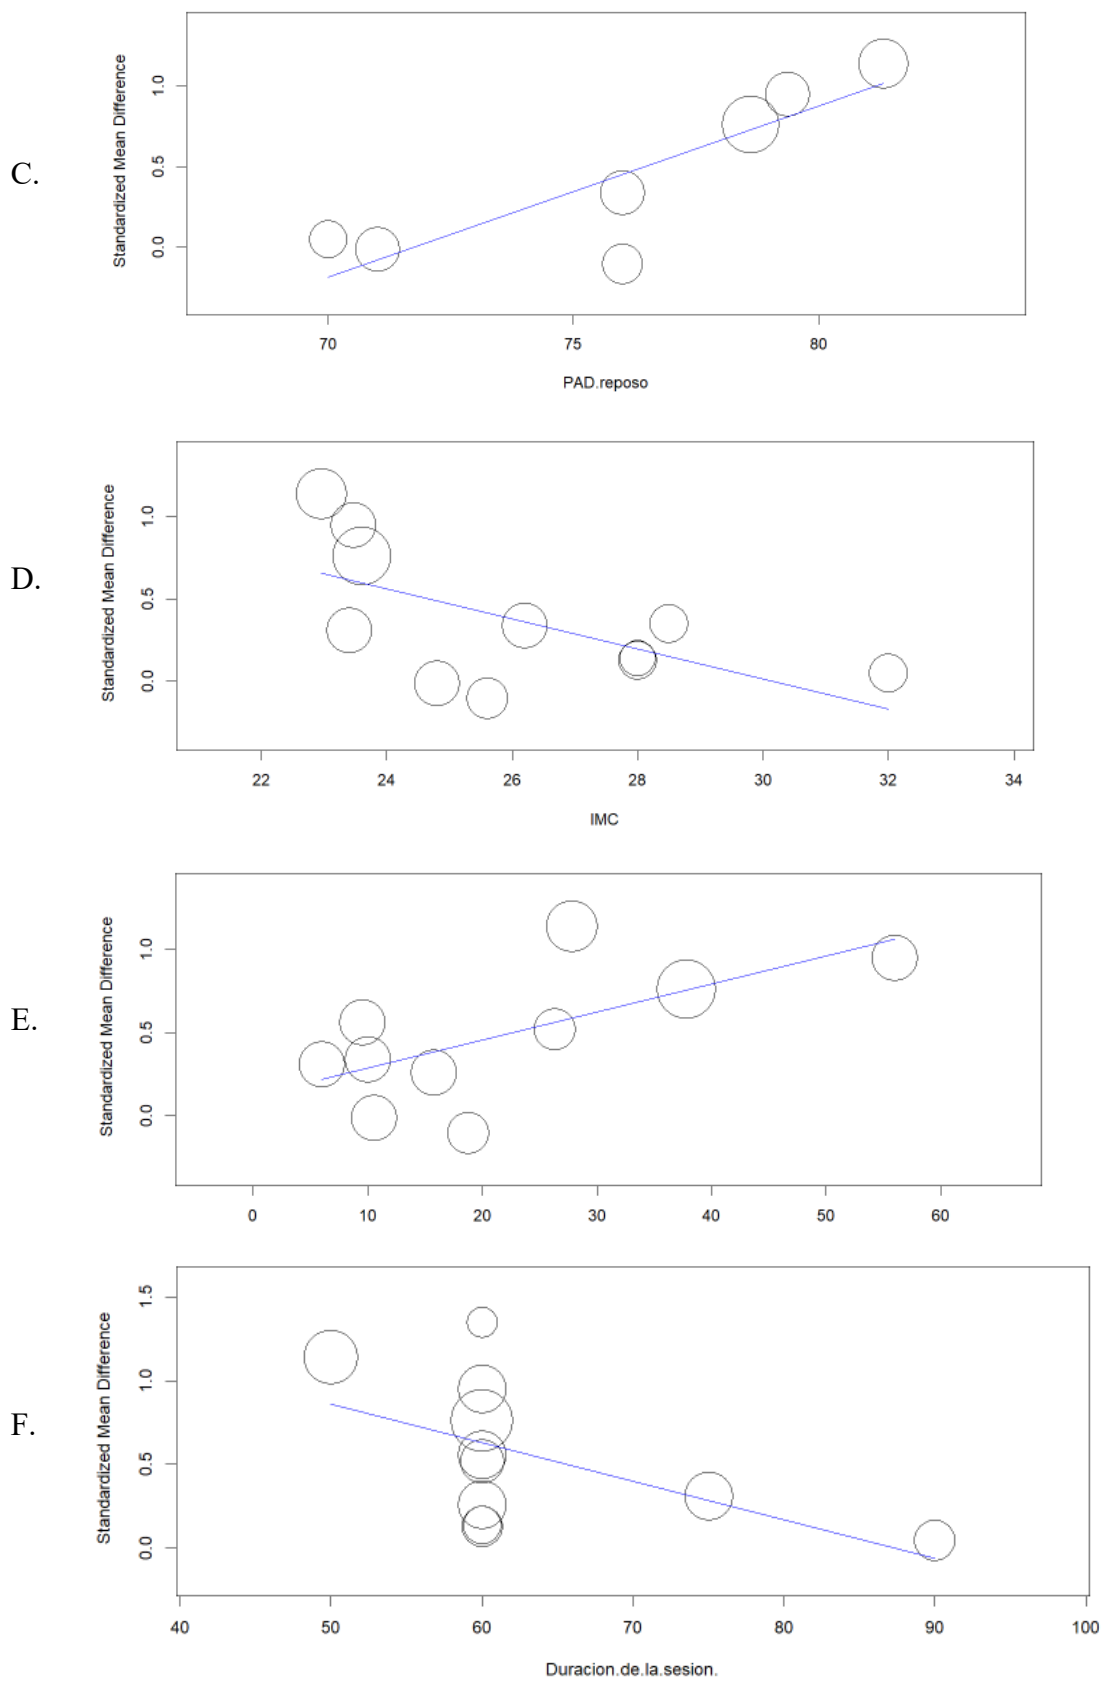 C.
Standardized Mean Difference
1.0
0.5
0.0
70 75 80
PAD.reposo
D.
Standardized Mean Difference
1.0
0.5
0.0
22 24 26 28 30 32 34
IMC
E.
Standardized Mean Difference
1.0
0.5
0.0
0 10 20 30 40 50 60
F.
Standardized Mean Difference
1.5
1.0
0.5
0.0
40 50 60 70 80 90 100
Duracion.de.la.sesion.